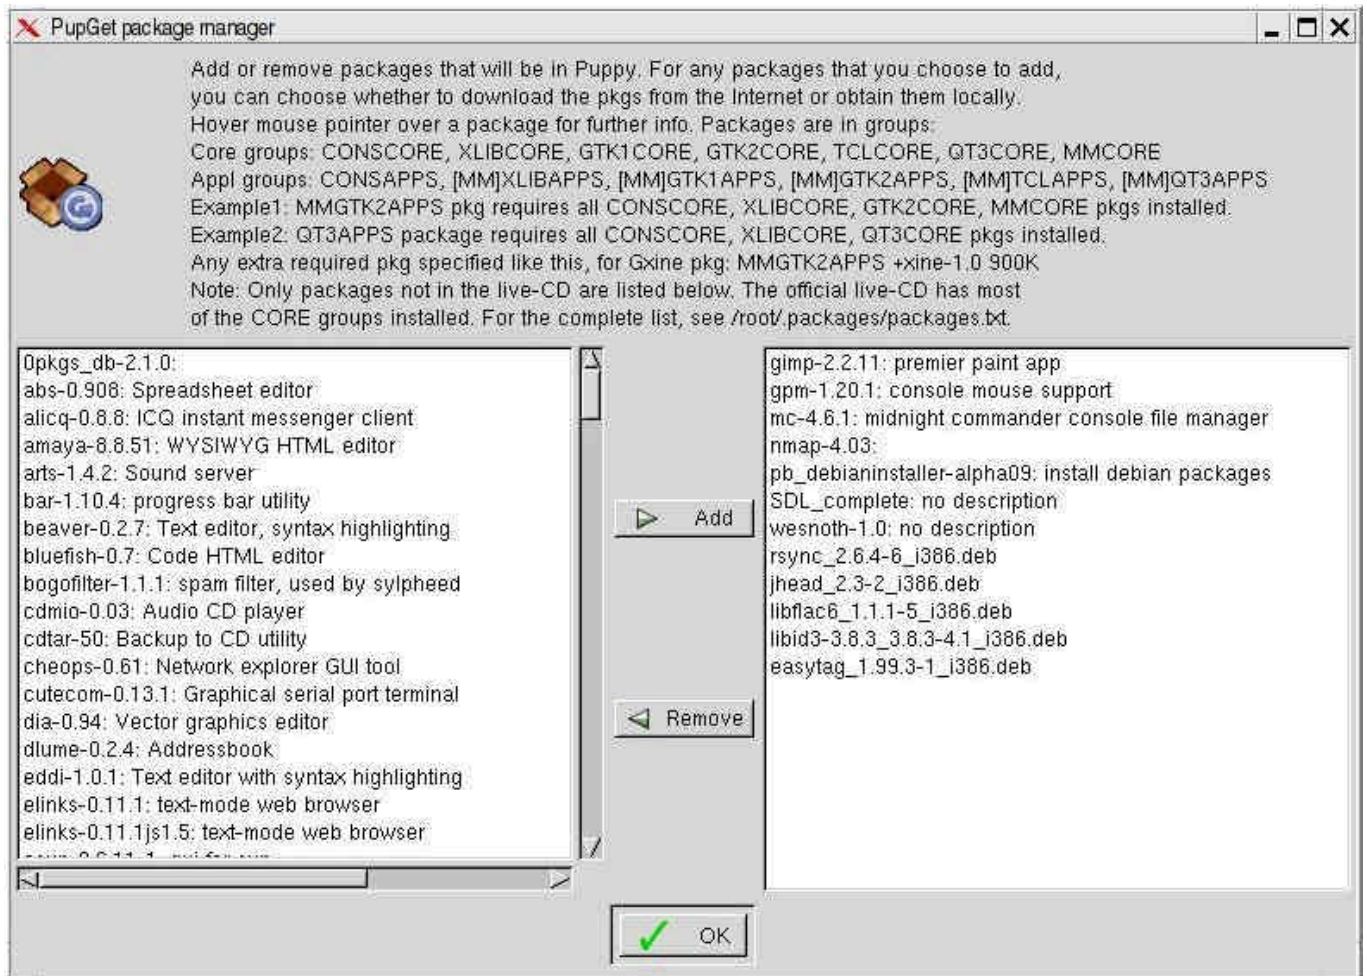 PupGet package manager
Add or remove packages that will be in Puppy. For any packages that you choose to add,
you can choose whether to download the pkgs from the Internet or obtain them locally.
Hover mouse pointer over a package for further info. Packages are in groups:
Core groups: CONSCORE, XLIBCORE, GTK1CORE, GTK2CORE, TCLCORE, QT3CORE, MMCORE
Appl groups: CONSAPPS, [MM]XLIBAPPS, [MM]GTK1APPS, [MM]GTK2APPS, [MM]TCLAPPS, [MM]QT3APPS
Example1: MMGTK2APPS pkg requires all CONSCORE, XLIBCORE, GTK2CORE, MMCORE pkgs installed.
Example2: QT3APPS package requires all CONSCORE, XLIBCORE, QT3CORE pkgs installed.
Any extra required pkg specified like this, for Gxine pkg: MMGTK2APPS +xine-1.0 900K
Note: Only packages not in the live-CD are listed below. The official live-CD has most
of the CORE groups installed. For the complete list, see /root/.packages/packages.txt.
0pkgs_db-2.1.0:
abs-0.908: Spreadsheet editor
alicq-0.8.8: ICQ instant messenger client
amaya-8.8.51: WYSIWYG HTML editor
arts-1.4.2: Sound server
bar-1.10.4: progress bar utility
beaver-0.2.7: Text editor, syntax highlighting
bluefish-0.7: Code HTML editor
bogofilter-1.1.1: spam filter, used by sylpheed
cdmio-0.03: Audio CD player
cdtar-50: Backup to CD utility
cheops-0.61: Network explorer GUI tool
cutecom-0.13.1: Graphical serial port terminal
dia-0.94: Vector graphics editor
dlume-0.2.4: Addressbook
eddi-1.0.1: Text editor with syntax highlighting
elinks-0.11.1: text-mode web browser
elinks-0.11.1js1.5: text-mode web browser
Add
Remove
gimp-2.2.11: premier paint app
gpm-1.20.1: console mouse support
mc-4.6.1: midnight commander console file manager
nmap-4.03:
pb_debianinstaller-alpha09: install debian packages
SDL_complete: no description
wesnoth-1.0: no description
rsync_2.6.4-6_i386.deb
jhead_2.3-2_i386.deb
libflac6_1.1.1-5_i386.deb
libid3-3.8.3_3.8.3-4.1_i386.deb
easytag_1.99.3-1_i386.deb
OK